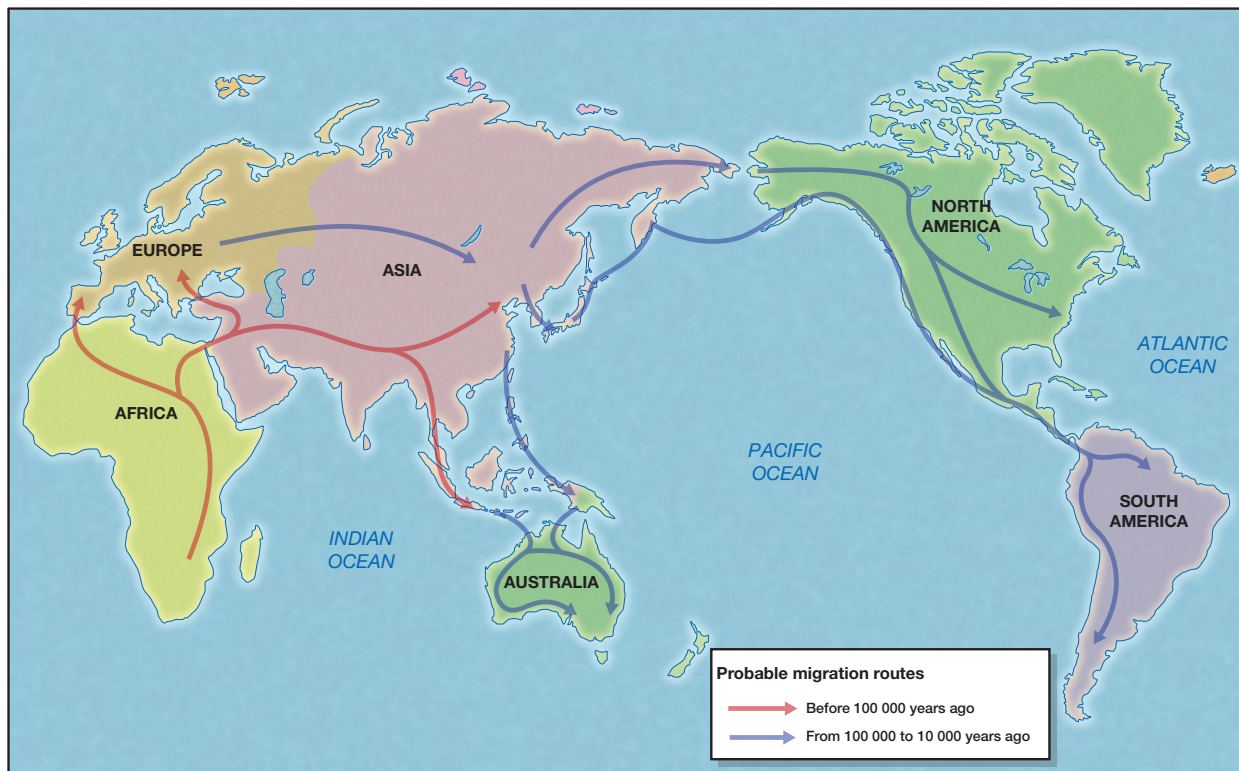 EUROPE
ASIA
AFRICA
NORTH
AMERICA
ATLANTIC
OCEAN
PACIFIC
OCEAN
INDIAN
OCEAN
AUSTRALIA
SOUTH
AMERICA
Probable migration routes
Before 100 000 years ago
From 100 000 to 10 000 years ago